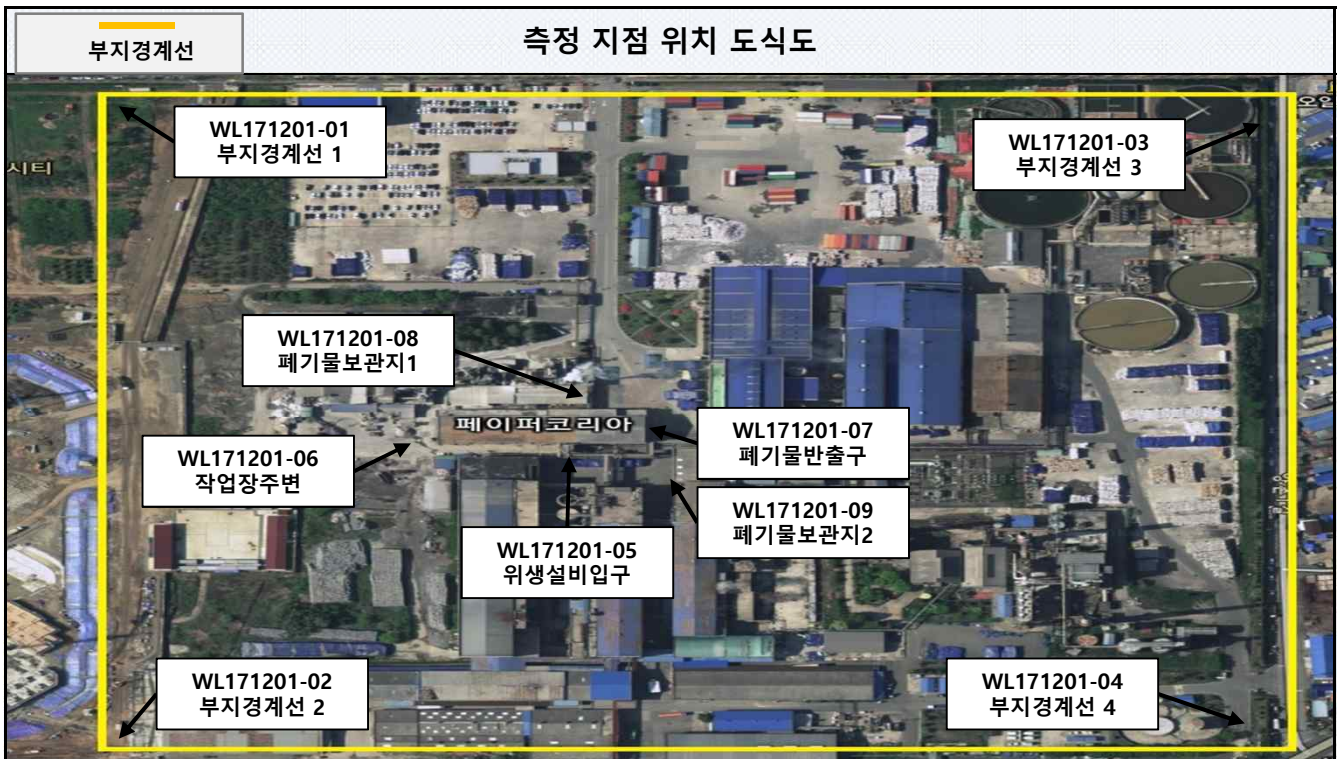 부지경계선
측정 지점 위치 도식도
WL171201-01
부지경계선 1
WL171201-03
부지경계선 3
시티
오일
WL171201-08
폐기물보관지1
페이퍼코리아
WL171201-07
폐기물반출구
WL171201-06
작업장주변
WL171201-09
폐기물보관지2
WL171201-05
위생설비입구
WL171201-02
부지경계선 2
WL171201-04
부지경계선 4